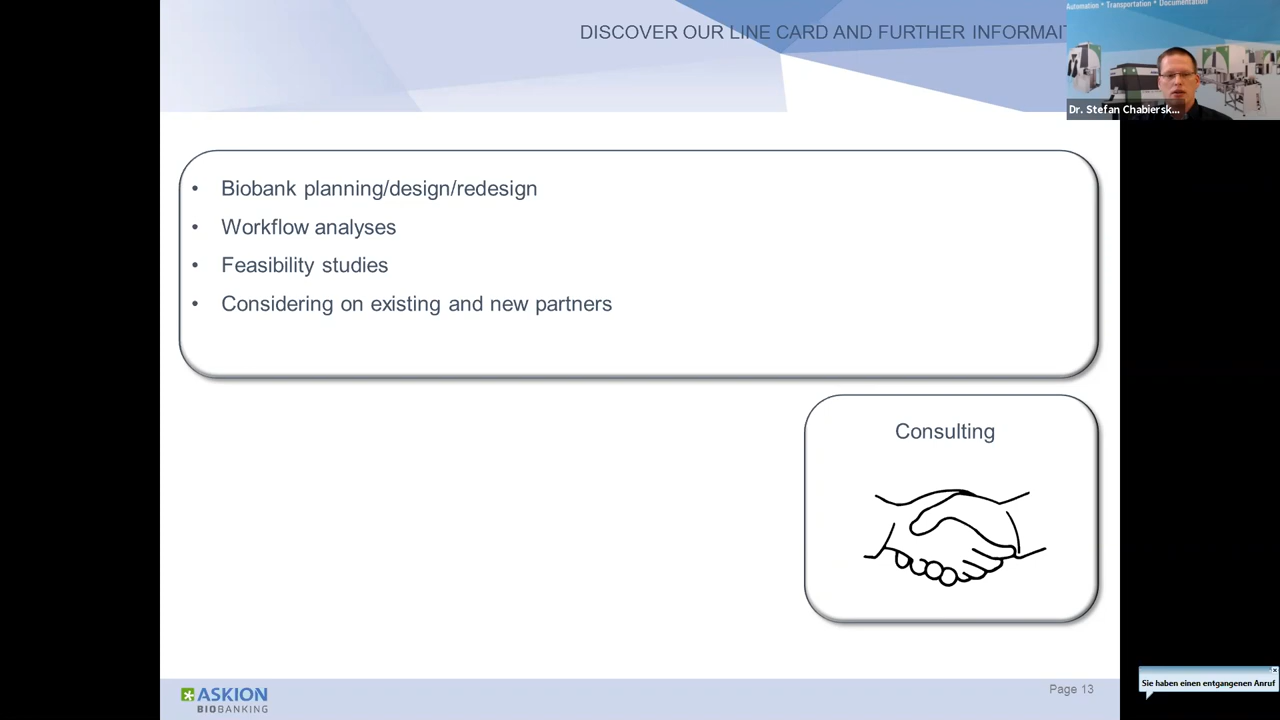 DISCOVER OUR LINE CARD AND FURTHER
Automation * Transportation * Documentation
Dr. Stefan Chabiersk...
• Biobank planning/design/redesign
• Workflow analyses
• Feasibility studies
• Considering on existing and new partners
Consulting
ASKION
BIOBANKING
Page 13
Sie haben einen entgangenen Anruf